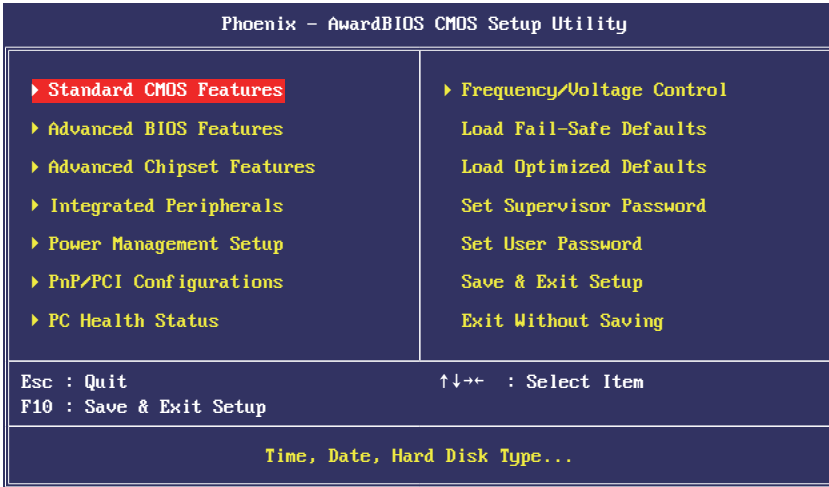 Phoenix - AwardBIOS CMOS Setup Utility
Standard CMOS Features
Advanced BIOS Features
Advanced Chipset Features
Integrated Peripherals
Power Management Setup
PnP/PCI Configurations
PC Health Status
Frequency/Voltage Control
Load Fail-Safe Defaults
Load Optimized Defaults
Set Supervisor Password
Set User Password
Save & Exit Setup
Exit Without Saving
Esc : Quit
F10 : Save & Exit Setup
↑↓→← : Select Item
Time, Date, Hard Disk Type...